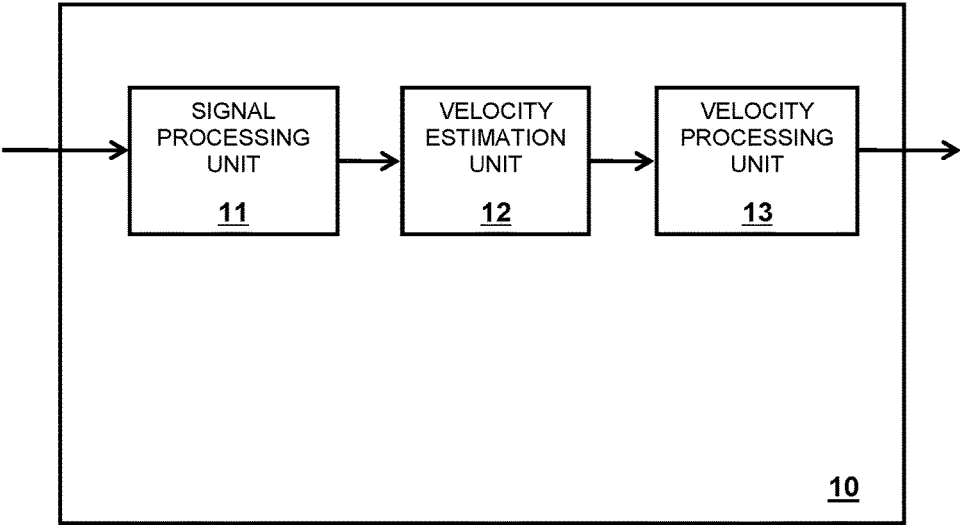 SIGNAL
PROCESSING
UNIT
11
VELOCITY
ESTIMATION
UNIT
12
VELOCITY
PROCESSING
UNIT
13
10